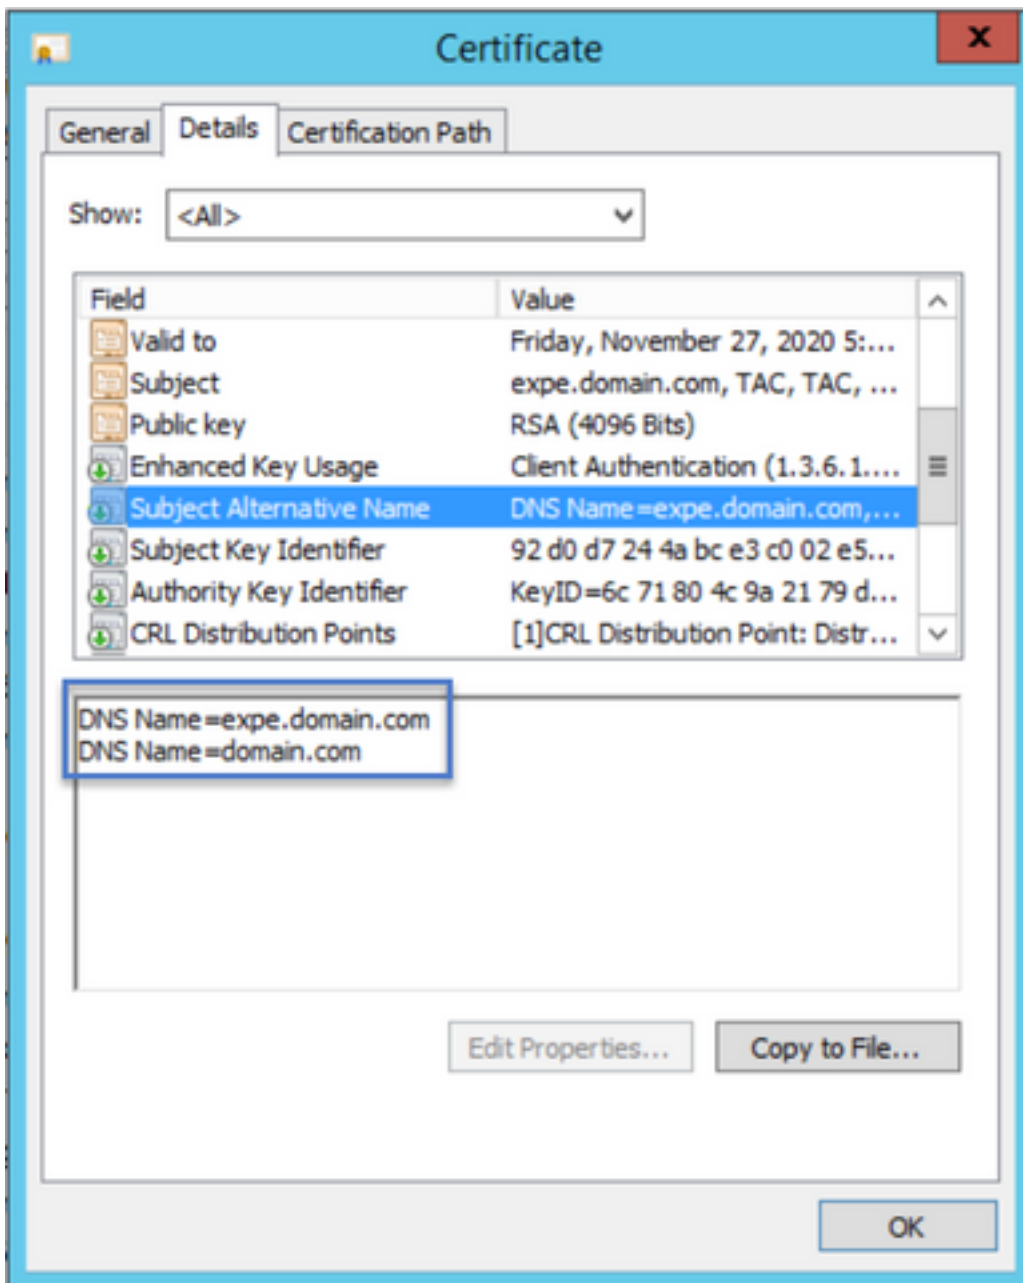 Certificate
x
General Details Certification Path
Show: <All>
Field Value
Valid to Friday, November 27, 2020 5:...
Subject expe.domain.com, TAC, TAC, ...
Public key RSA (4096 Bits)
Enhanced Key Usage Client Authentication (1.3.6.1....
Subject Alternative Name DNS Name=expe.domain.com,...
Subject Key Identifier 92 d0 d7 24 4a bc e3 c0 02 e5...
Authority Key Identifier KeyID=6c 71 80 4c 9a 21 79 d...
CRL Distribution Points [1]CRL Distribution Point: Distr...
DNS Name=expe.domain.com
DNS Name=domain.com
Edit Properties... Copy to File...
OK